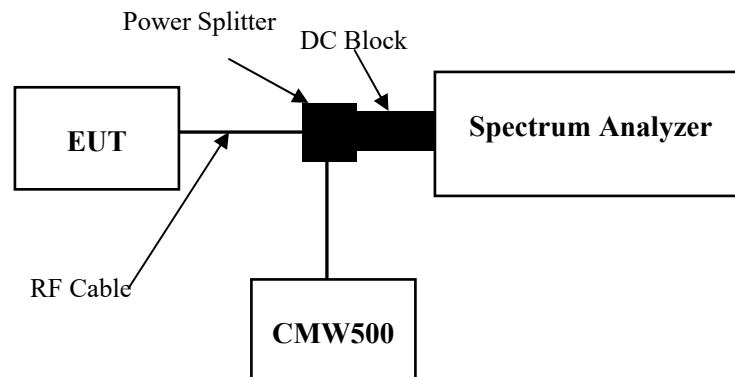 Power Splitter
DC Block
EUT
Spectrum Analyzer
RF Cable
CMW500